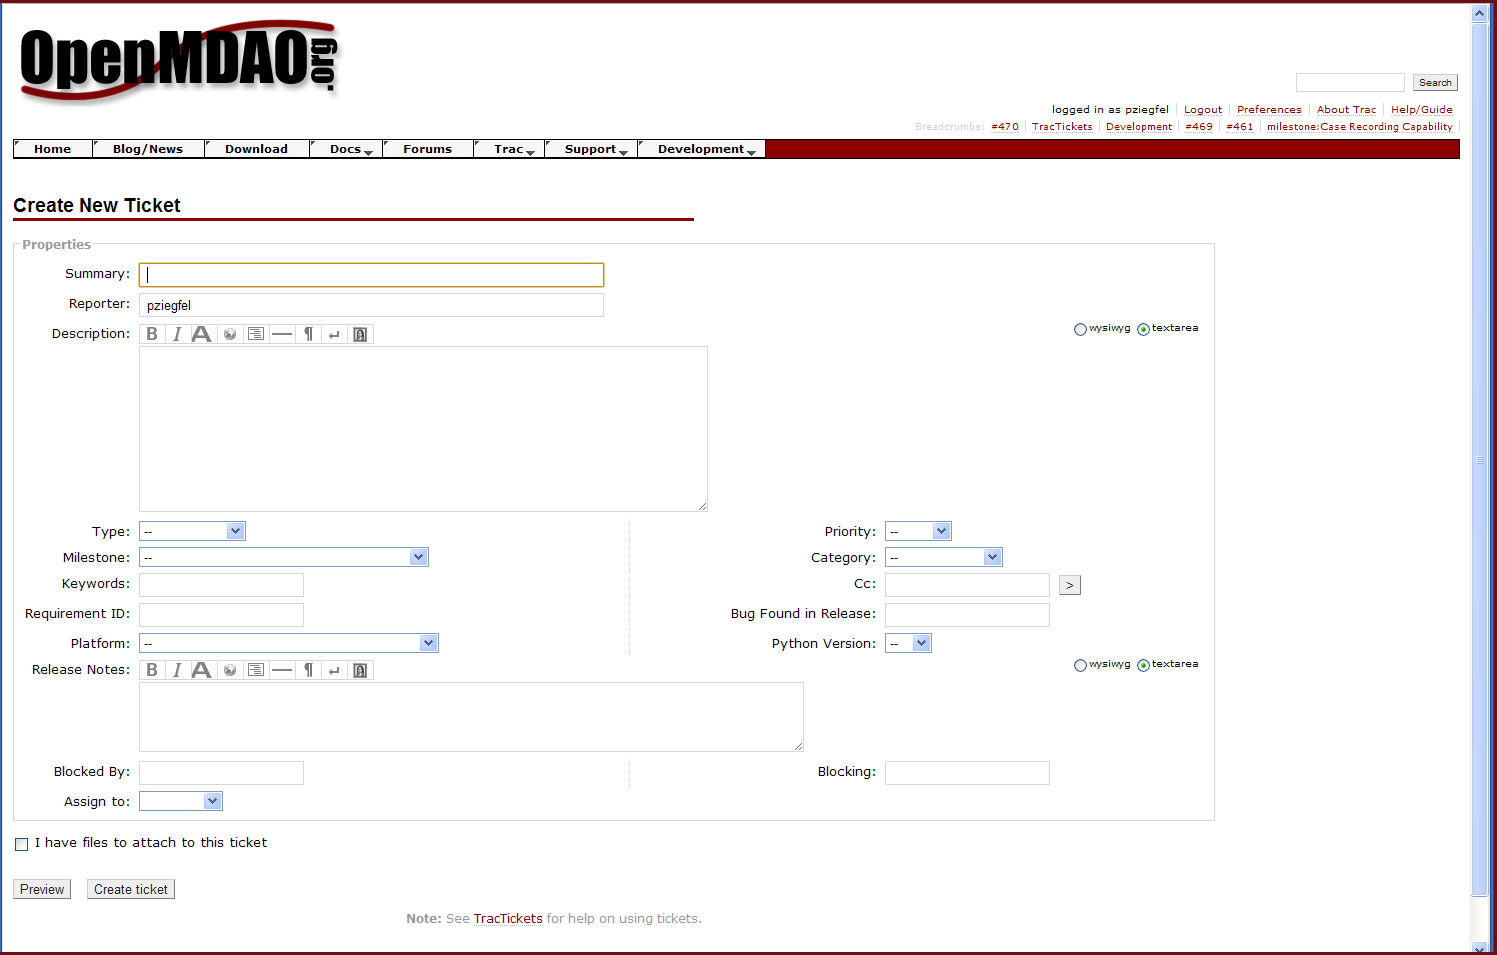 OpenMDAO.org
Search
logged in as pziegfel Logout Preferences About Trac Help/Guide
Breadcrumbs: #470 TracTickets Development #469 #461 milestone:Case Recording Capability
Home Blog/News Download Docs Forums Trac Support Development
Create New Ticket
Properties
Summary:
Reporter: pziegfel
Description: B I A ¶ ↵ wysiwyg textarea
Type: -- Priority: --
Milestone: -- Category: --
Keywords: Cc: >
Requirement ID: Bug Found in Release:
Platform: -- Python Version: --
Release Notes: B I A ¶ ↵ wysiwyg textarea
Blocked By: Blocking:
Assign to:
I have files to attach to this ticket
Preview Create ticket
Note: See TracTickets for help on using tickets.